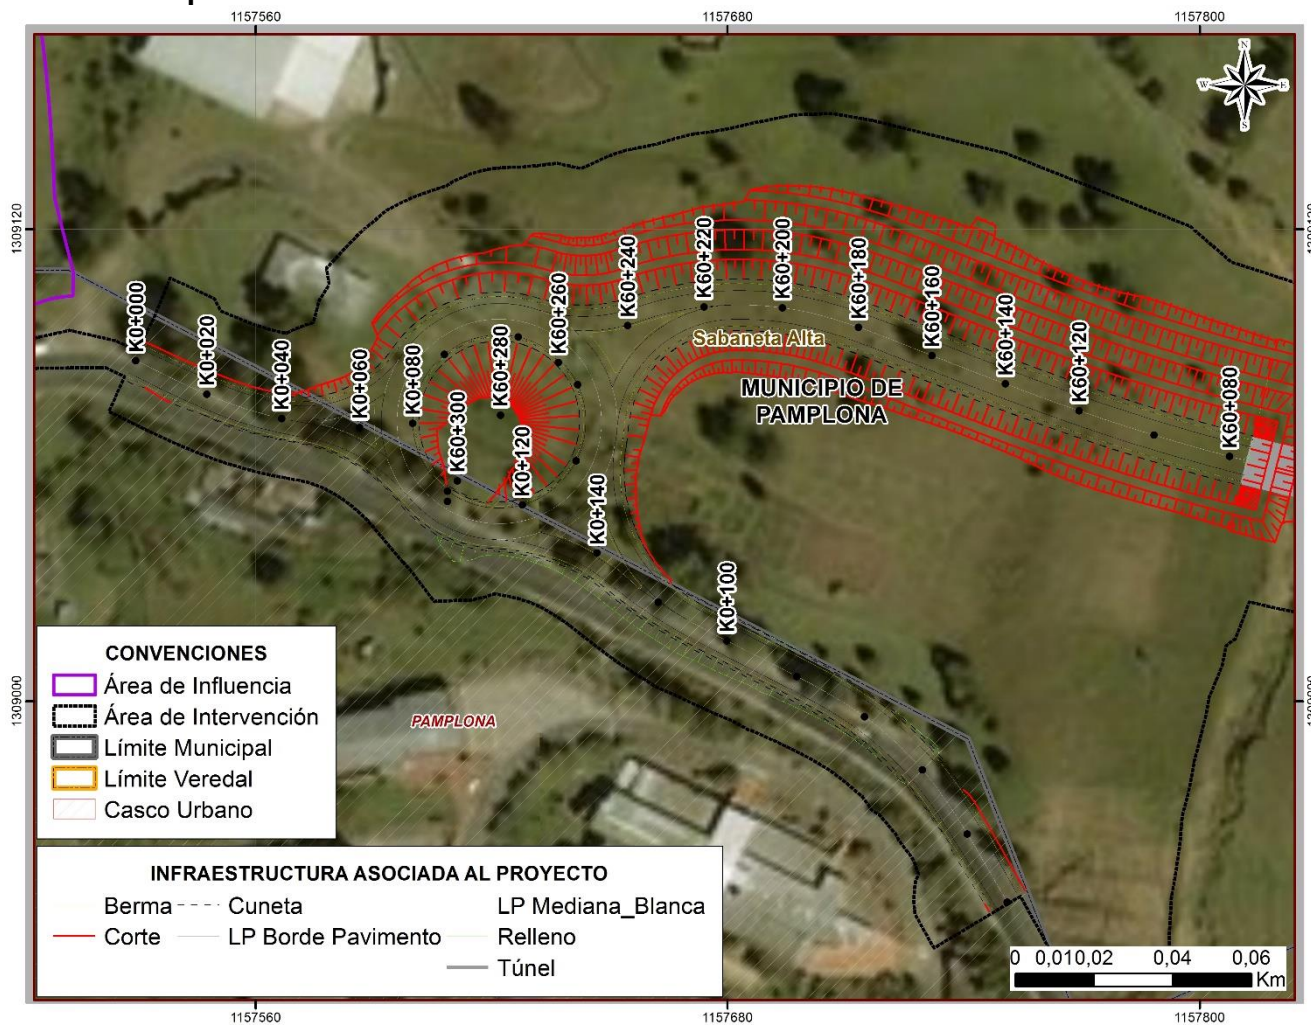 1157560
1157680
1157800
N
W
E
S
1309120
K0+000
K0+020
K0+040
K0+060
K0+080
K60+300
K60+280
K0+120
K60+260
K0+140
K60+240
K60+220
K60+200
K60+180
K60+160
K60+140
K60+120
K60+080
K0+100
Sabaneta Alta
MUNICIPIO DE
PAMPLONA
PAMPLONA
1309000
CONVENCIONES
Área de Influencia
Área de Intervención
Límite Municipal
Límite Veredal
Casco Urbano
INFRAESTRUCTURA ASOCIADA AL PROYECTO
Berma Cuneta LP Mediana_Blanca
Corte LP Borde Pavimento Relleno
Túnel
0 0,01 0,02 0,04 0,06
Km
1157560
1157680
1157800